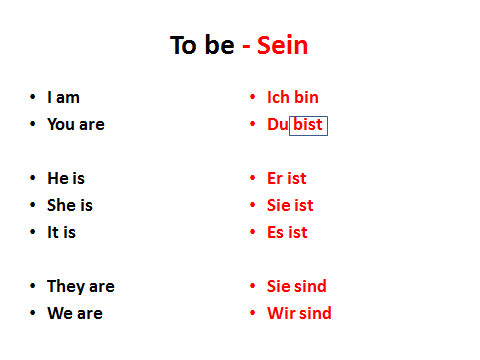 To be - Sein
• I am
• You are
• He is
• She is
• It is
• They are
• We are
• Ich bin
• Du bist
• Er ist
• Sie ist
• Es ist
• Sie sind
• Wir sind